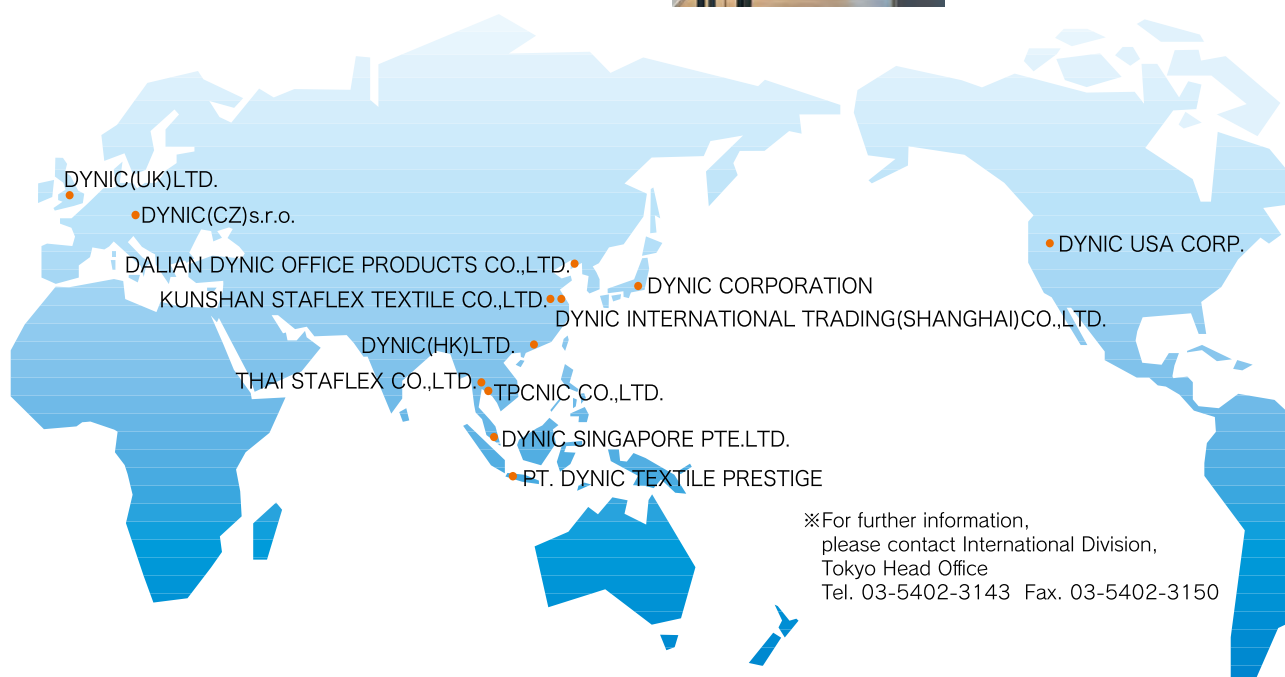 DYNIC(UK)LTD.
DYNIC(CZ)s.r.o.
DYNIC USA CORP.
DALIAN DYNIC OFFICE PRODUCTS CO.,LTD.
DYNIC CORPORATION
KUNSHAN STAFLEX TEXTILE CO.,LTD.
DYNIC INTERNATIONAL TRADING(SHANGHAI)CO.,LTD.
DYNIC(HK)LTD.
THAI STAFLEX CO.,LTD.
TPCNIC CO.,LTD.
DYNIC SINGAPORE PTE.LTD.
PT. DYNIC TEXTILE PRESTIGE
※For further information,
please contact International Division,
Tokyo Head Office
Tel. 03-5402-3143 Fax. 03-5402-3150